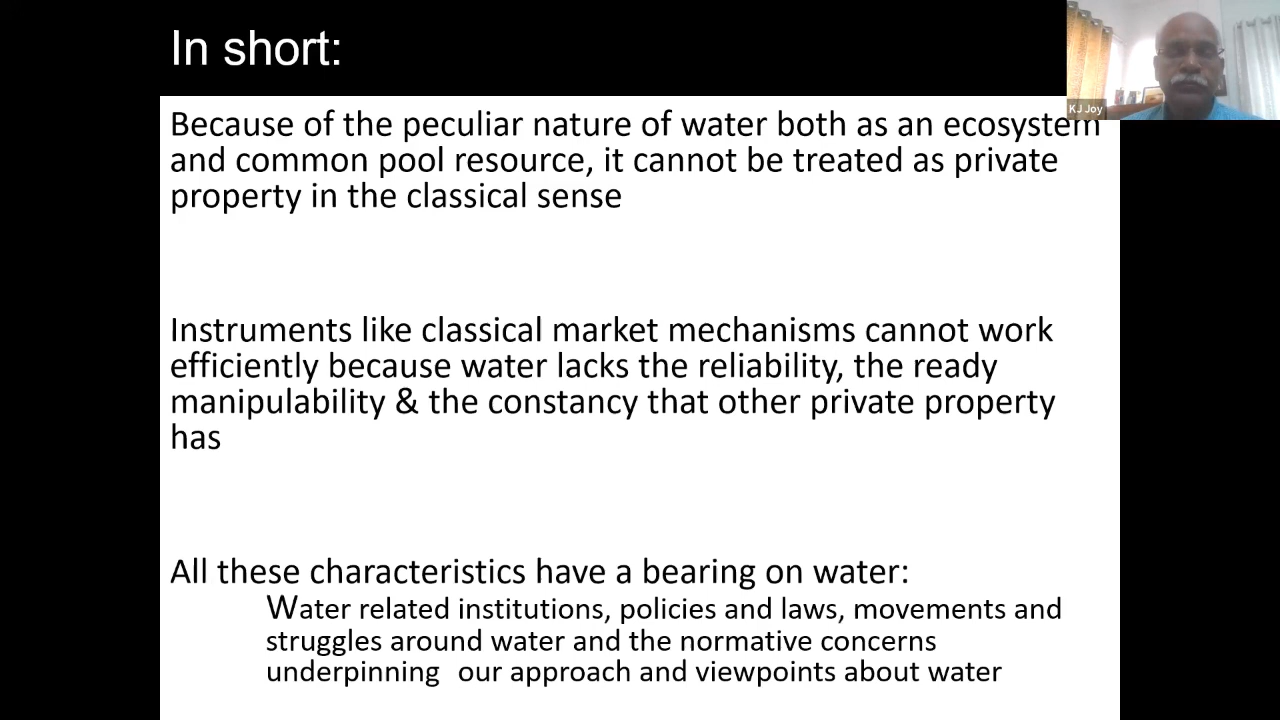 In short:
KJ Joy
Because of the peculiar nature of water both as an ecosystem
and common pool resource, it cannot be treated as private
property in the classical sense
Instruments like classical market mechanisms cannot work
efficiently because water lacks the reliability, the ready
manipulability & the constancy that other private property
has
All these characteristics have a bearing on water:
Water related institutions, policies and laws, movements and
struggles around water and the normative concerns
underpinning our approach and viewpoints about water